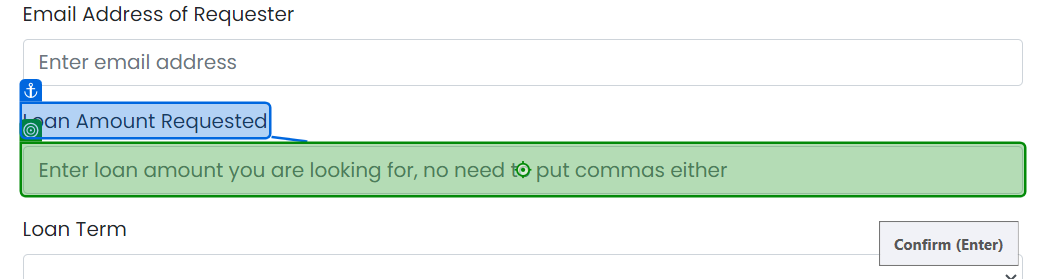 Email Address of Requester
Enter email address
Loan Amount Requested
Enter loan amount you are looking for, no need to put commas either
Loan Term
Confirm (Enter)